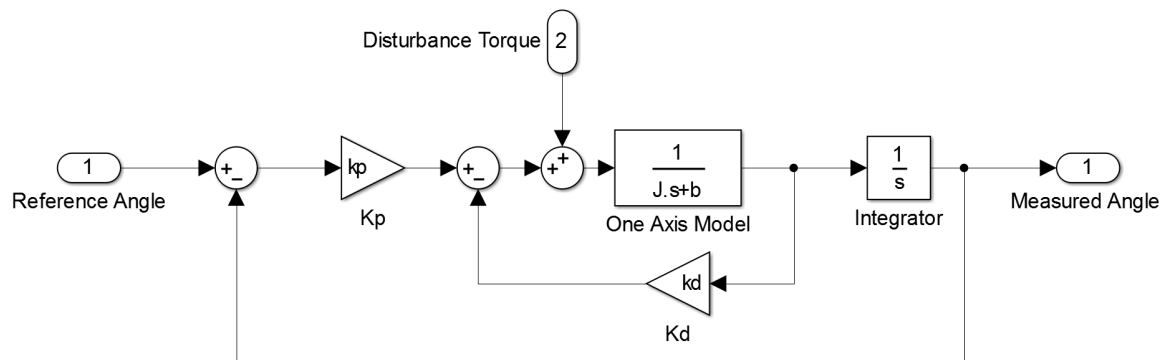 Disturbance Torque
2
1
Reference Angle
+
−
kp
Kp
+
−
+
+
1
J.s+b
One Axis Model
1
s
Integrator
1
Measured Angle
kd
Kd